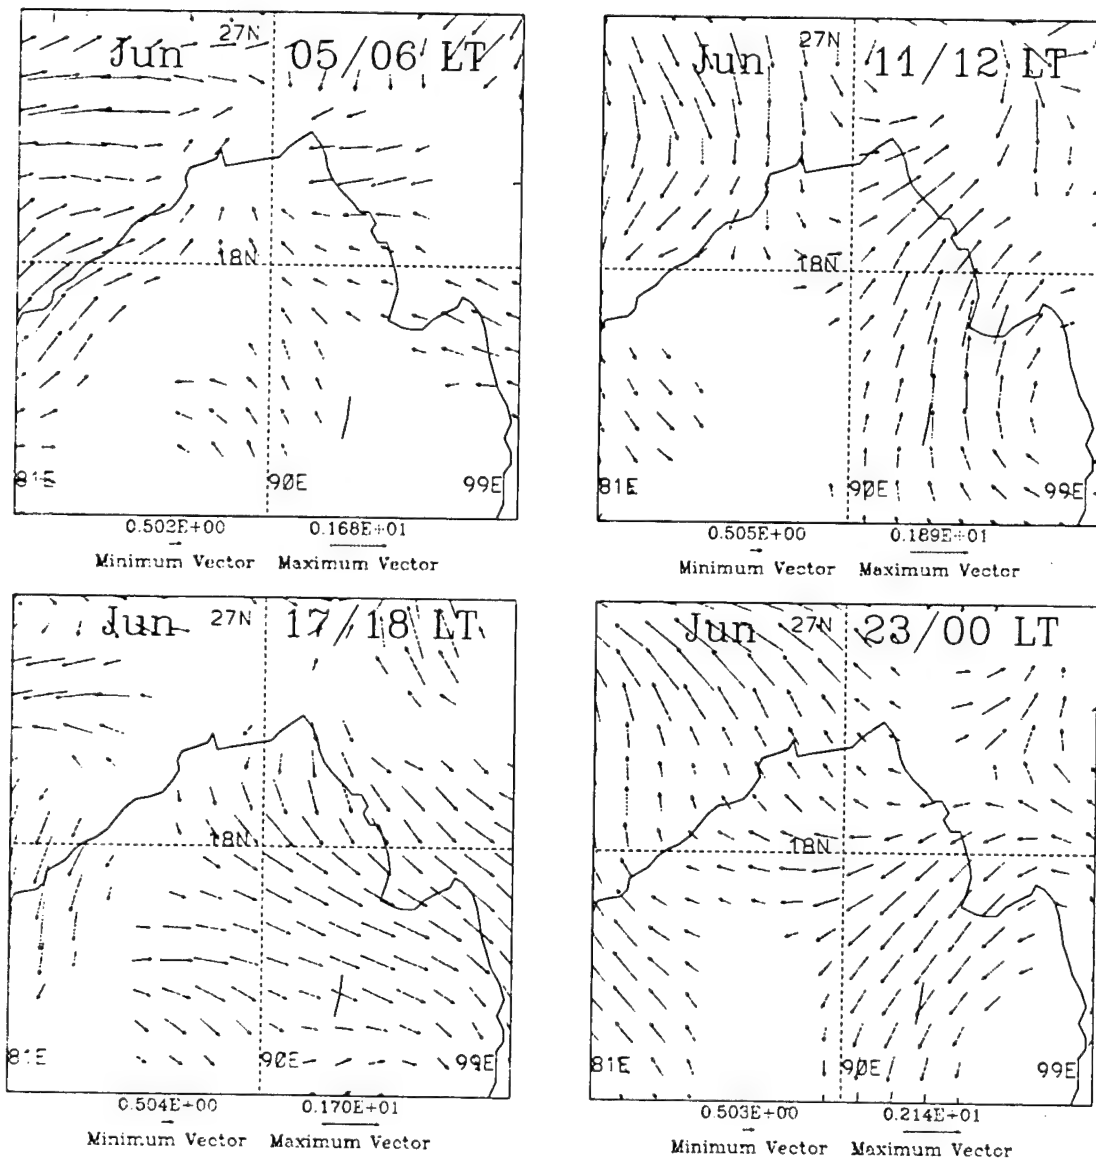 27N
Jun 05/06 LT
18N
81E 90E 99E
0.502E+00 0.168E+01
Minimum Vector Maximum Vector
27N
Jun 11/12 LT
18N
81E 90E 99E
0.505E+00 0.189E+01
Minimum Vector Maximum Vector
Jun 27N 17/18 LT
18N
81E 90E 99E
0.504E+00 0.170E+01
Minimum Vector Maximum Vector
Jun 27N 23/00 LT
18N
81E 90E 99E
0.503E+00 0.214E+01
Minimum Vector Maximum Vector